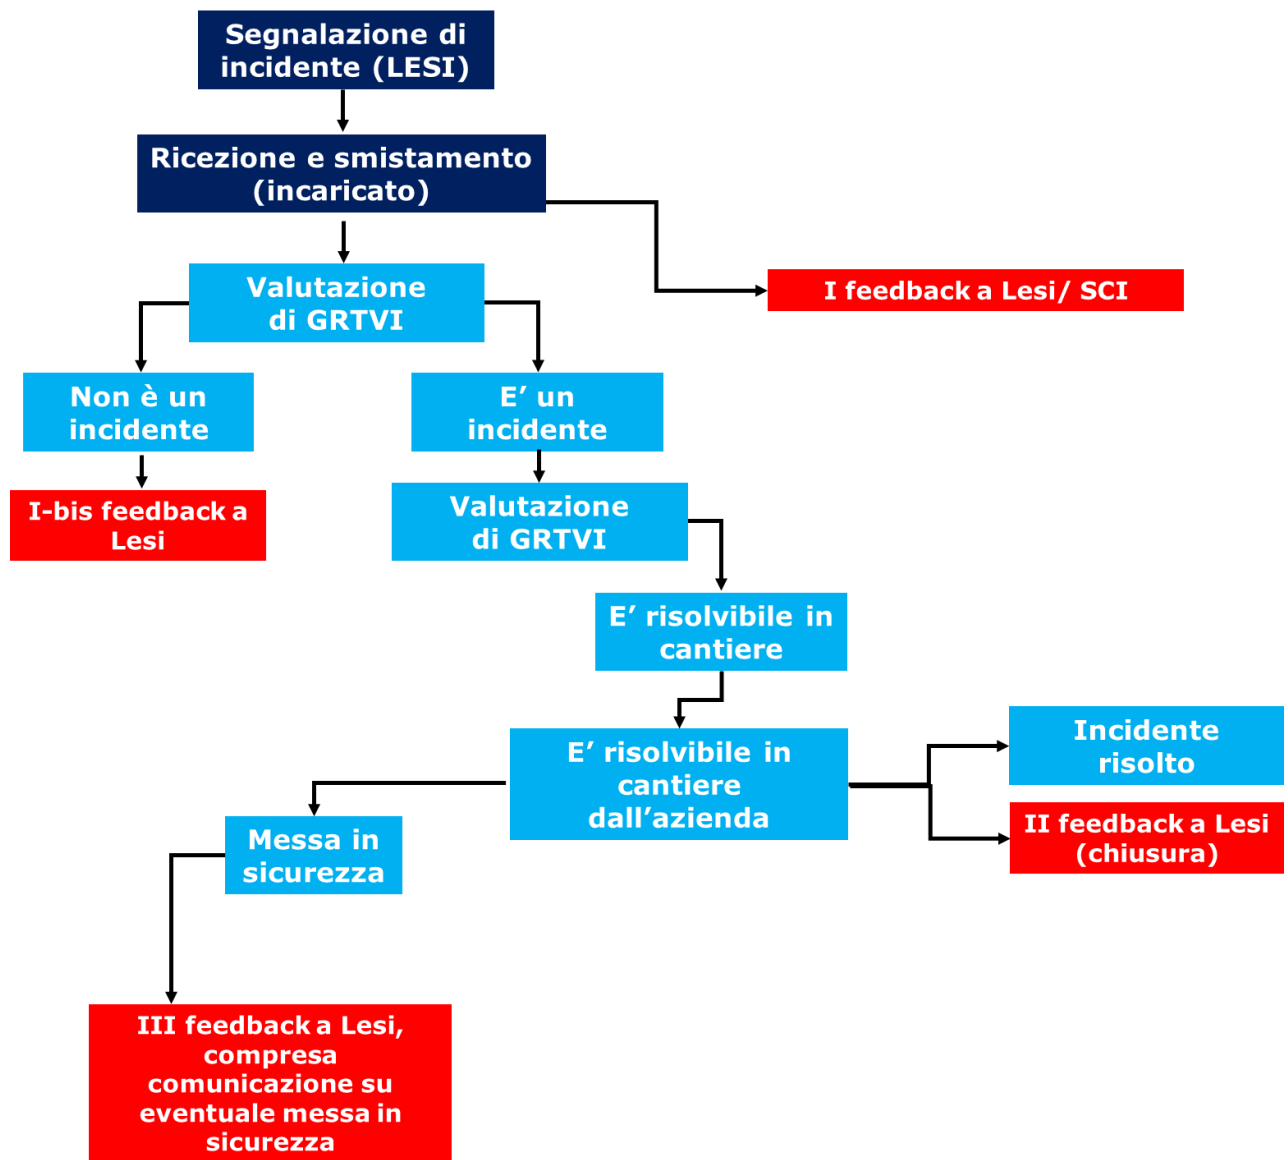 Segnalazione di
incidente (LESI)
Ricezione e smistamento
(incaricato)
Valutazione
di GRTVI
I feedback a Lesi/ SCI
Non è un
incidente
E’ un
incidente
I-bis feedback a
Lesi
Valutazione
di GRTVI
E’ risolvibile in
cantiere
E’ risolvibile in
cantiere
dall’azienda
Incidente
risolto
II feedback a Lesi
(chiusura)
Messa in
sicurezza
III feedback a Lesi,
compresa
comunicazione su
eventuale messa in
sicurezza